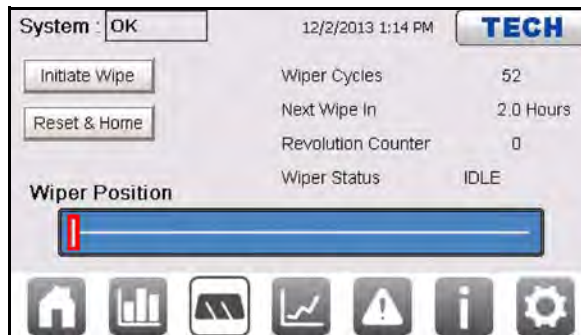 System : OK 12/2/2013 1:14 PM TECH
Initiate Wipe
Reset & Home
Wiper Cycles 52
Next Wipe In 2.0 Hours
Revolution Counter 0
Wiper Status IDLE
Wiper Position